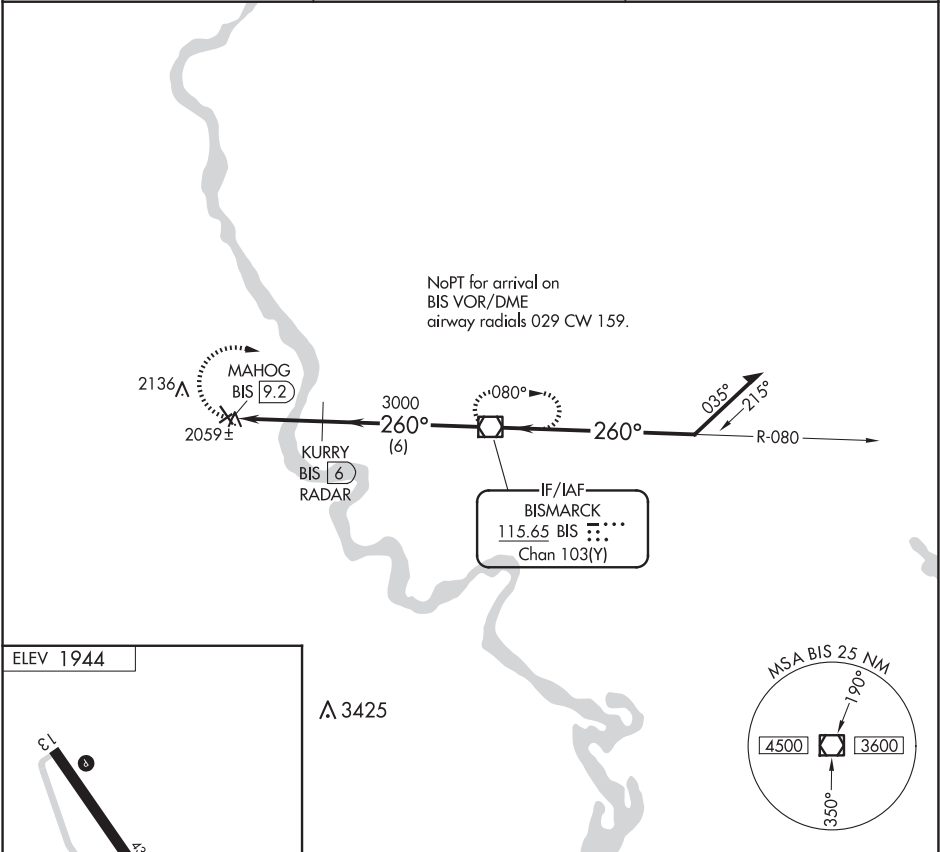 NoPT for arrival on
BIS VOR/DME
airway radials 029 CW 159.
2136
MAHOG
BIS 9.2
2059±
3000
260°
(6)
KURRY
BIS 6
RADAR
080°
260°
035°
215°
R-080
IF/IAF
BISMARCK
115.65 BIS
Chan 103(Y)
ELEV 1944
13
P
3425
MSA BIS 25 NM
190°
4500
3600
350°